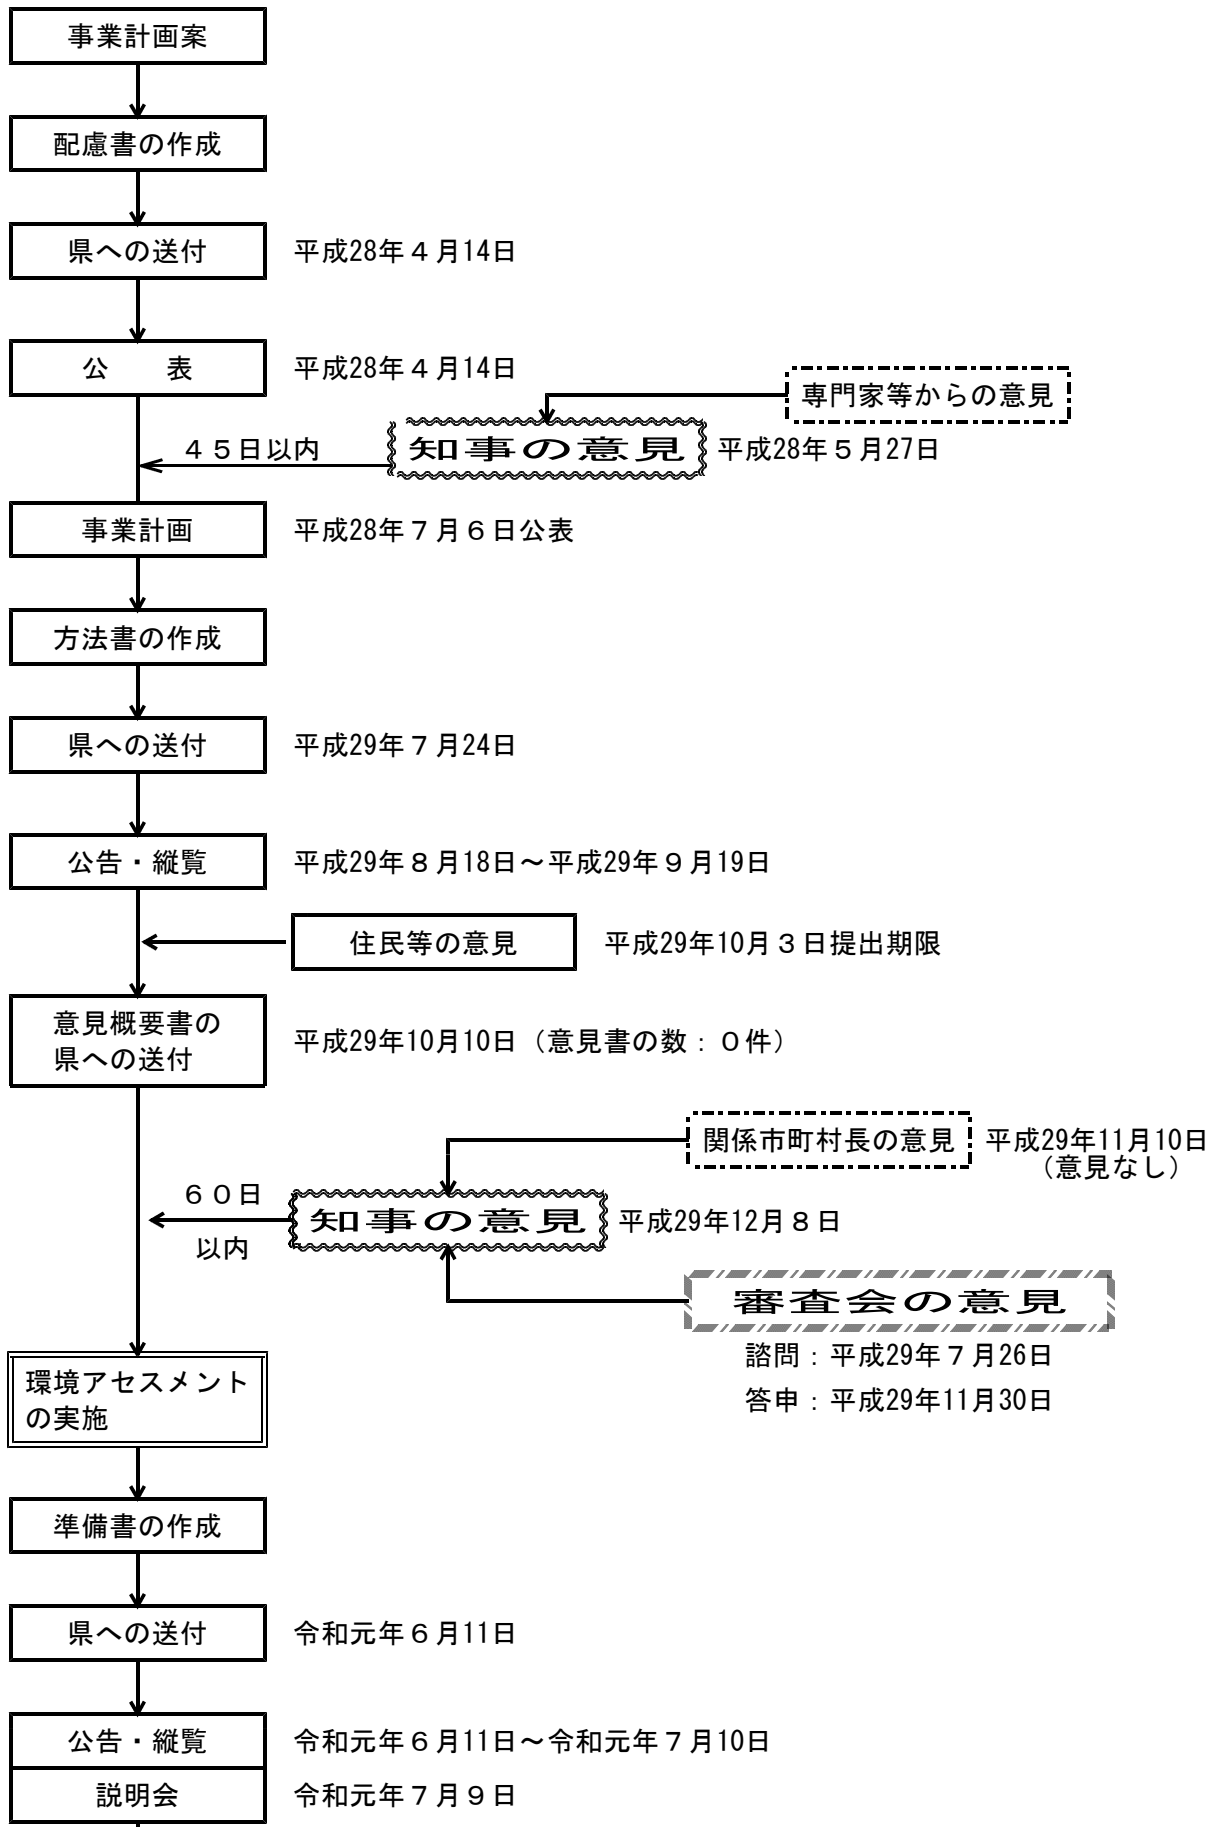 事業計画案
配慮書の作成
県への送付 平成28年４月14日
公　　表 平成28年４月14日
専門家等からの意見
４５日以内 知事の意見 平成28年５月27日
事業計画 平成28年７月６日公表
方法書の作成
県への送付 平成29年７月24日
公告・縦覧 平成29年８月18日～平成29年９月19日
住民等の意見 平成29年10月３日提出期限
意見概要書の
県への送付 平成29年10月10日（意見書の数：０件）
関係市町村長の意見 平成29年11月10日
（意見なし）
６０日
以内
知事の意見 平成29年12月８日
審査会の意見
諮問：平成29年７月26日
答申：平成29年11月30日
環境アセスメント
の実施
準備書の作成
県への送付 令和元年６月11日
公告・縦覧 令和元年６月11日～令和元年７月10日
説明会 令和元年７月９日